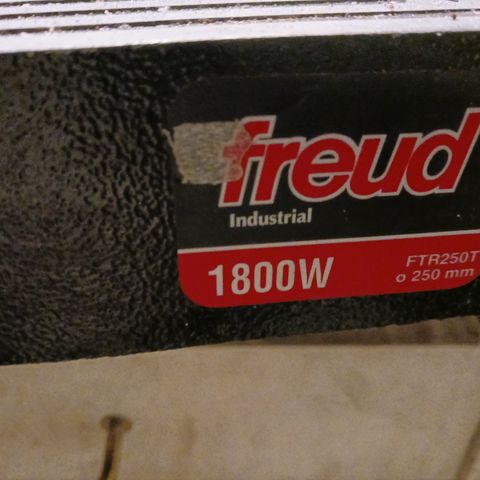 freud
Industrial
1800W
FTR250T
ø 250 mm